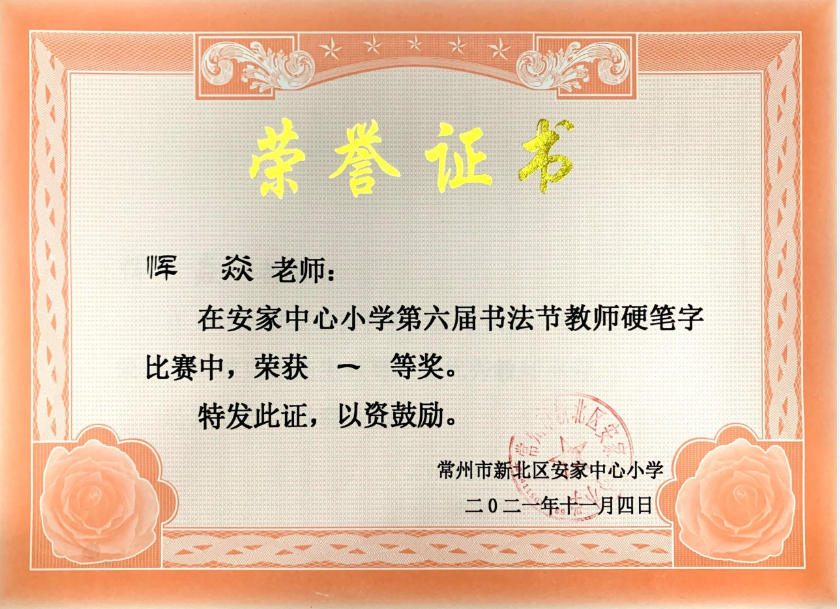 荣誉证书
恽 焱 老师：
在安家中心小学第六届书法节教师硬笔字
比赛中，荣获 一 等奖。
特发此证，以资鼓励。
常州市新北区安家中心小学
二0二一年十一月四日